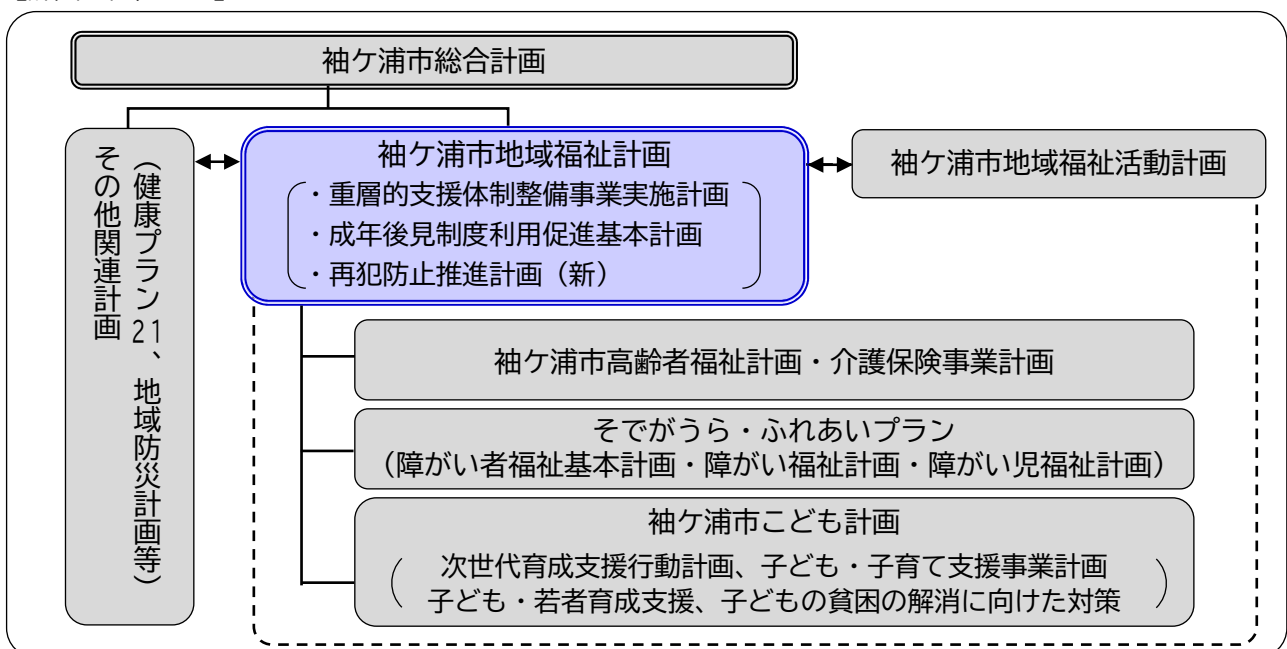 袖ケ浦市総合計画
袖ケ浦市地域福祉計画
・重層的支援体制整備事業実施計画
・成年後見制度利用促進基本計画
・再犯防止推進計画（新）
袖ケ浦市地域福祉活動計画
その他関連計画
（健康プラン21、地域防災計画等）
袖ケ浦市高齢者福祉計画・介護保険事業計画
そでがうら・ふれあいプラン
（障がい者福祉基本計画・障がい福祉計画・障がい児福祉計画）
袖ケ浦市こども計画
次世代育成支援行動計画、子ども・子育て支援事業計画
子ども・若者育成支援、子どもの貧困の解消に向けた対策